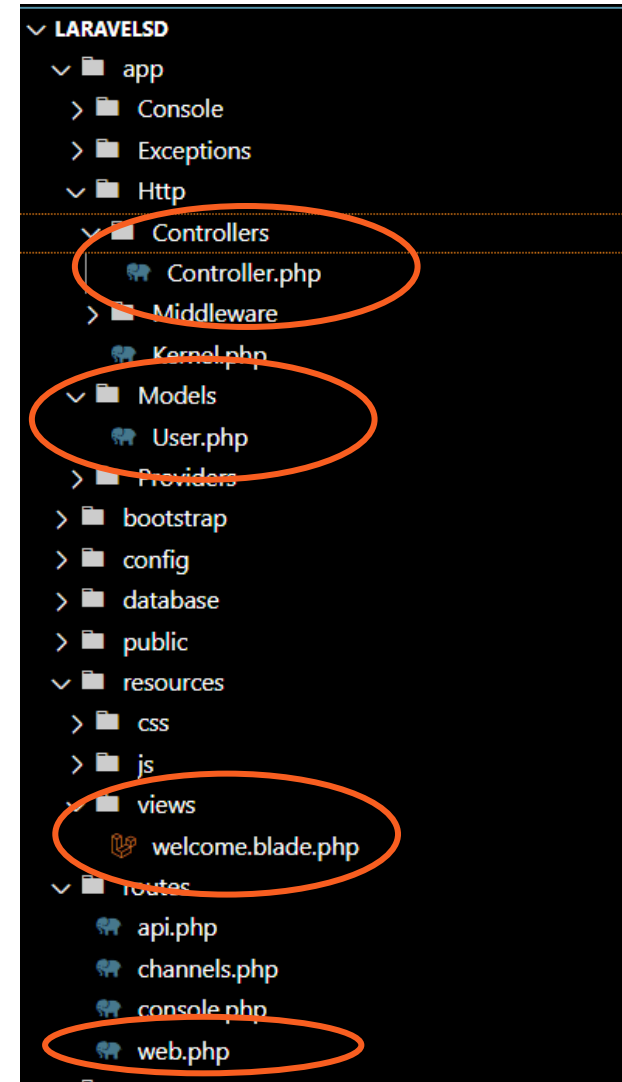 LARAVELSD
app
Console
Exceptions
Http
Controllers
Controller.php
Middleware
Kernel.php
Models
User.php
Providers
bootstrap
config
database
public
resources
css
js
views
welcome.blade.php
routes
api.php
channels.php
console.php
web.php